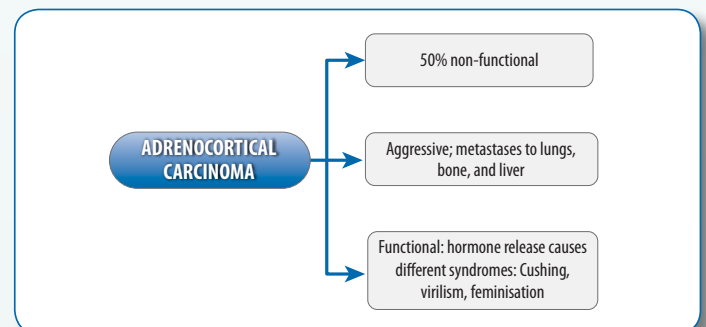 50% non-functional
ADRENOCORTICAL
CARCINOMA
Aggressive; metastases to lungs,
bone, and liver
Functional: hormone release causes
different syndromes: Cushing,
virilism, feminisation